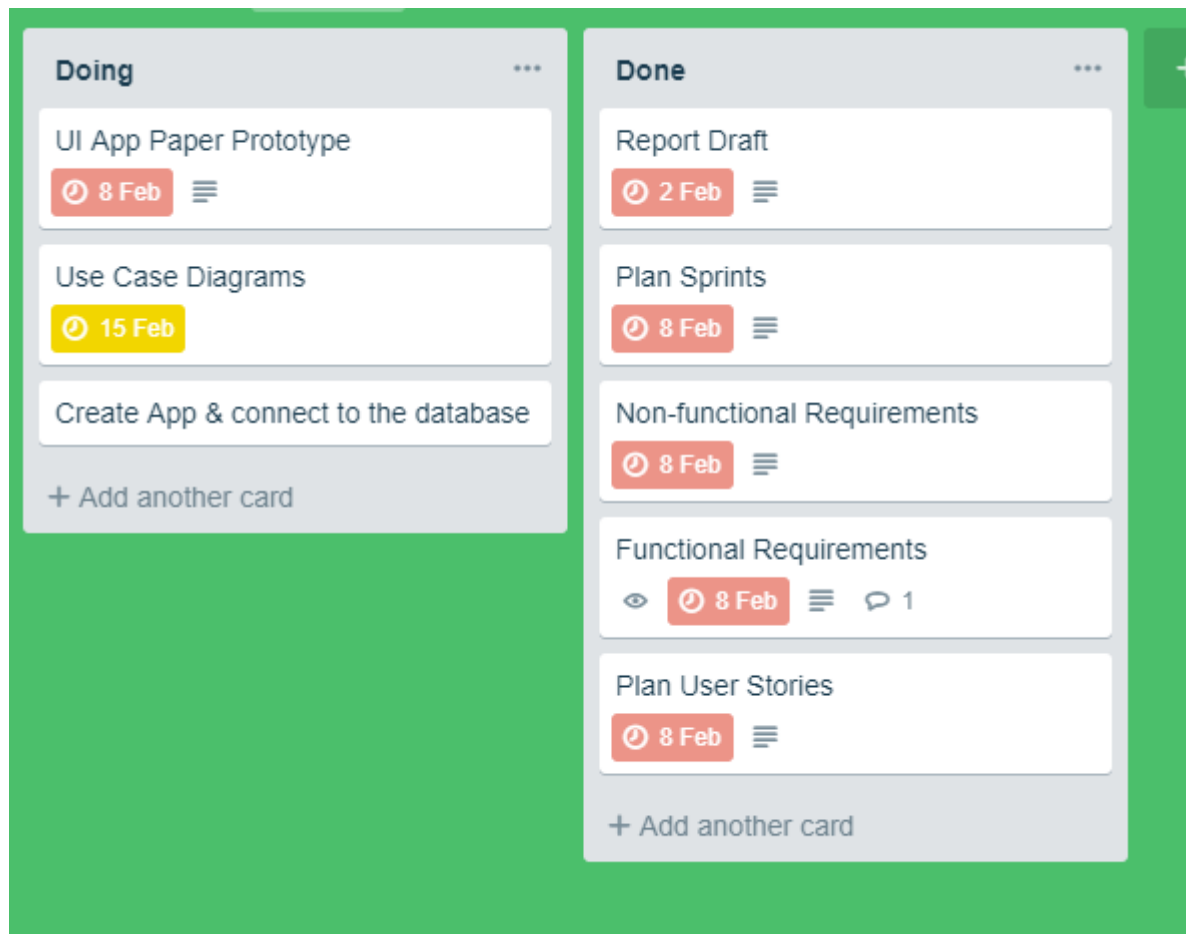 Doing
UI App Paper Prototype
8 Feb
Use Case Diagrams
15 Feb
Create App & connect to the database
+ Add another card
Done
Report Draft
2 Feb
Plan Sprints
8 Feb
Non-functional Requirements
8 Feb
Functional Requirements
8 Feb 1
Plan User Stories
8 Feb
+ Add another card